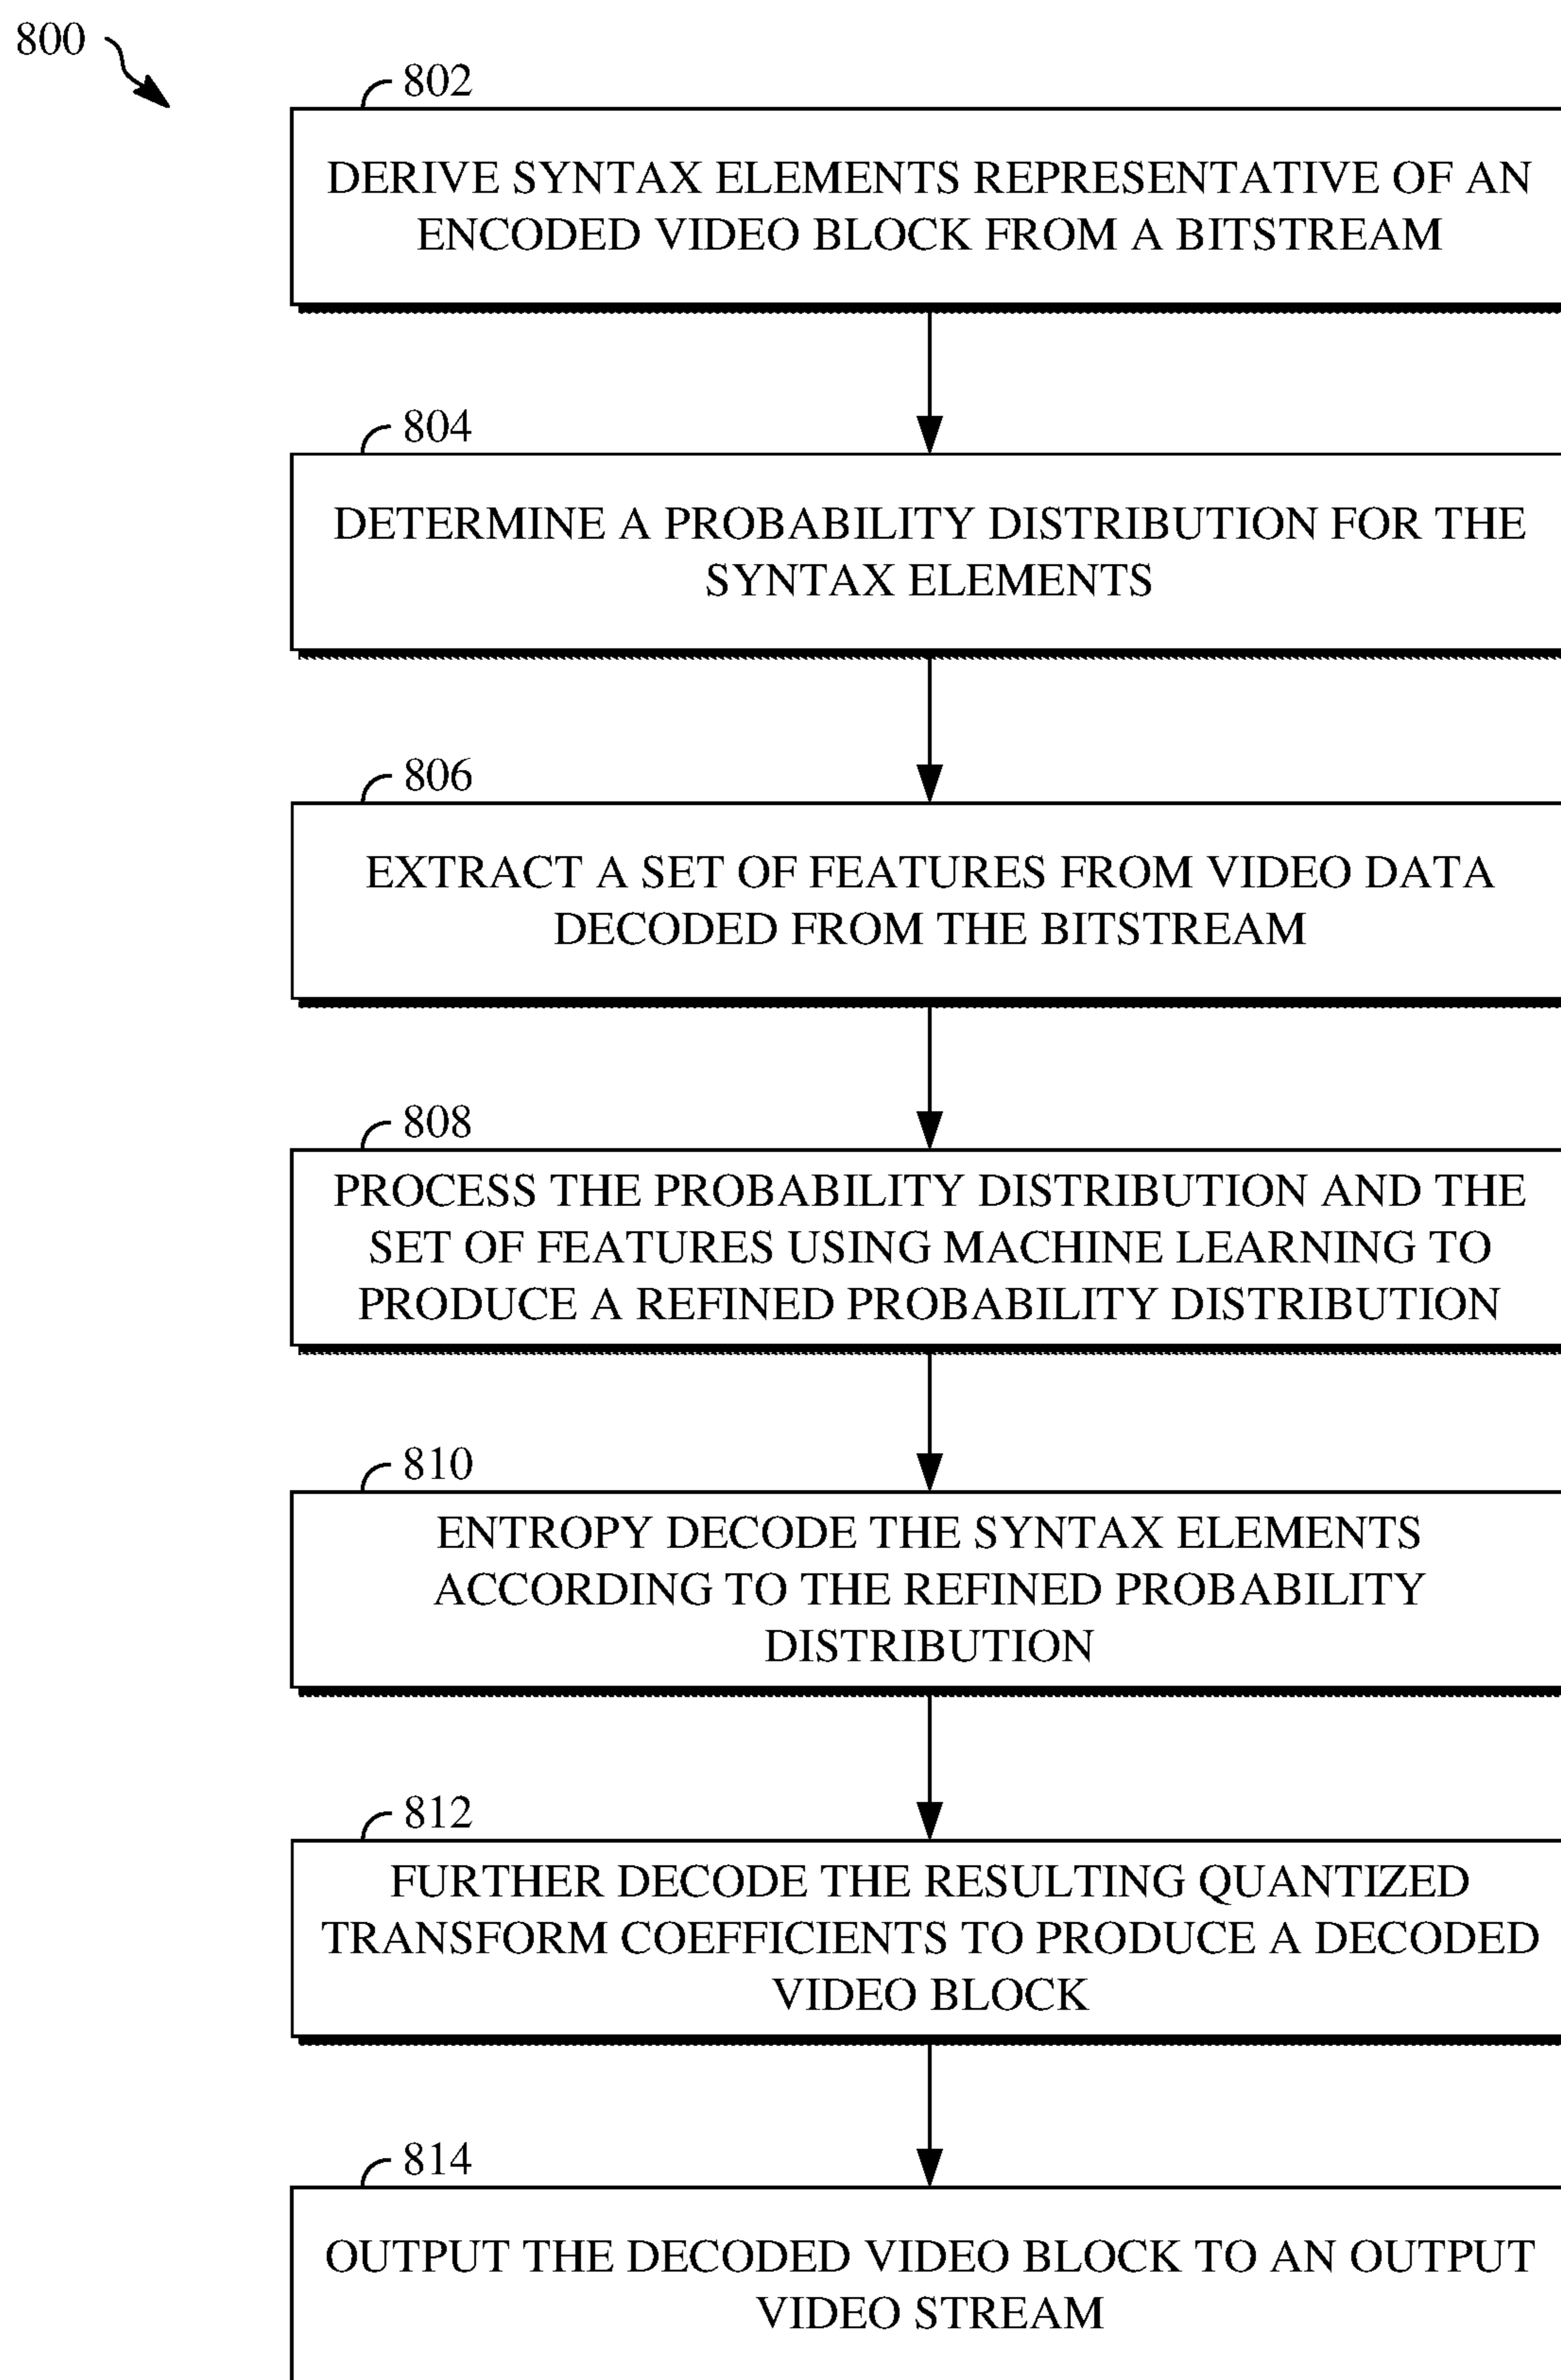 800
802
DERIVE SYNTAX ELEMENTS REPRESENTATIVE OF AN
ENCODED VIDEO BLOCK FROM A BITSTREAM
804
DETERMINE A PROBABILITY DISTRIBUTION FOR THE
SYNTAX ELEMENTS
806
EXTRACT A SET OF FEATURES FROM VIDEO DATA
DECODED FROM THE BITSTREAM
808
PROCESS THE PROBABILITY DISTRIBUTION AND THE
SET OF FEATURES USING MACHINE LEARNING TO
PRODUCE A REFINED PROBABILITY DISTRIBUTION
810
ENTROPY DECODE THE SYNTAX ELEMENTS
ACCORDING TO THE REFINED PROBABILITY
DISTRIBUTION
812
FURTHER DECODE THE RESULTING QUANTIZED
TRANSFORM COEFFICIENTS TO PRODUCE A DECODED
VIDEO BLOCK
814
OUTPUT THE DECODED VIDEO BLOCK TO AN OUTPUT
VIDEO STREAM